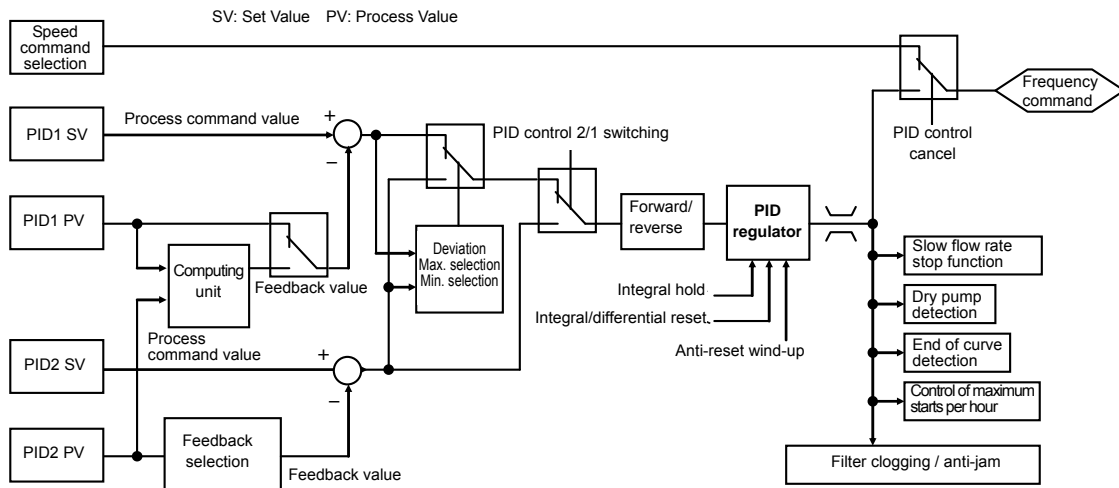 SV: Set Value PV: Process Value
Speed
command
selection
Frequency
command
PID control
cancel
PID1 SV
Process command value
+
−
PID control 2/1 switching
PID1 PV
Computing
unit
Feedback value
Deviation
Max. selection
Min. selection
Forward/
reverse
PID
regulator
Integral hold
Integral/differential reset
Anti-reset wind-up
Slow flow rate
stop function
Dry pump
detection
End of curve
detection
Control of maximum
starts per hour
Filter clogging / anti-jam
Process
command value
PID2 SV
+
−
PID2 PV
Feedback
selection
Feedback value